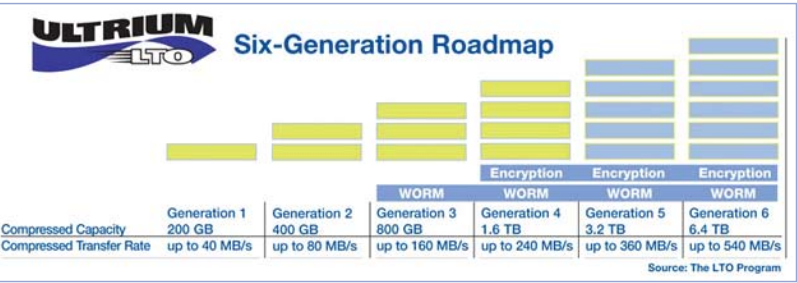 ULTRIUM
LTO
Six-Generation Roadmap
Encryption Encryption Encryption
WORM WORM WORM WORM
Generation 1 Generation 2 Generation 3 Generation 4 Generation 5 Generation 6
Compressed Capacity 200 GB 400 GB 800 GB 1.6 TB 3.2 TB 6.4 TB
Compressed Transfer Rate up to 40 MB/s up to 80 MB/s up to 160 MB/s up to 240 MB/s up to 360 MB/s up to 540 MB/s
Source: The LTO Program